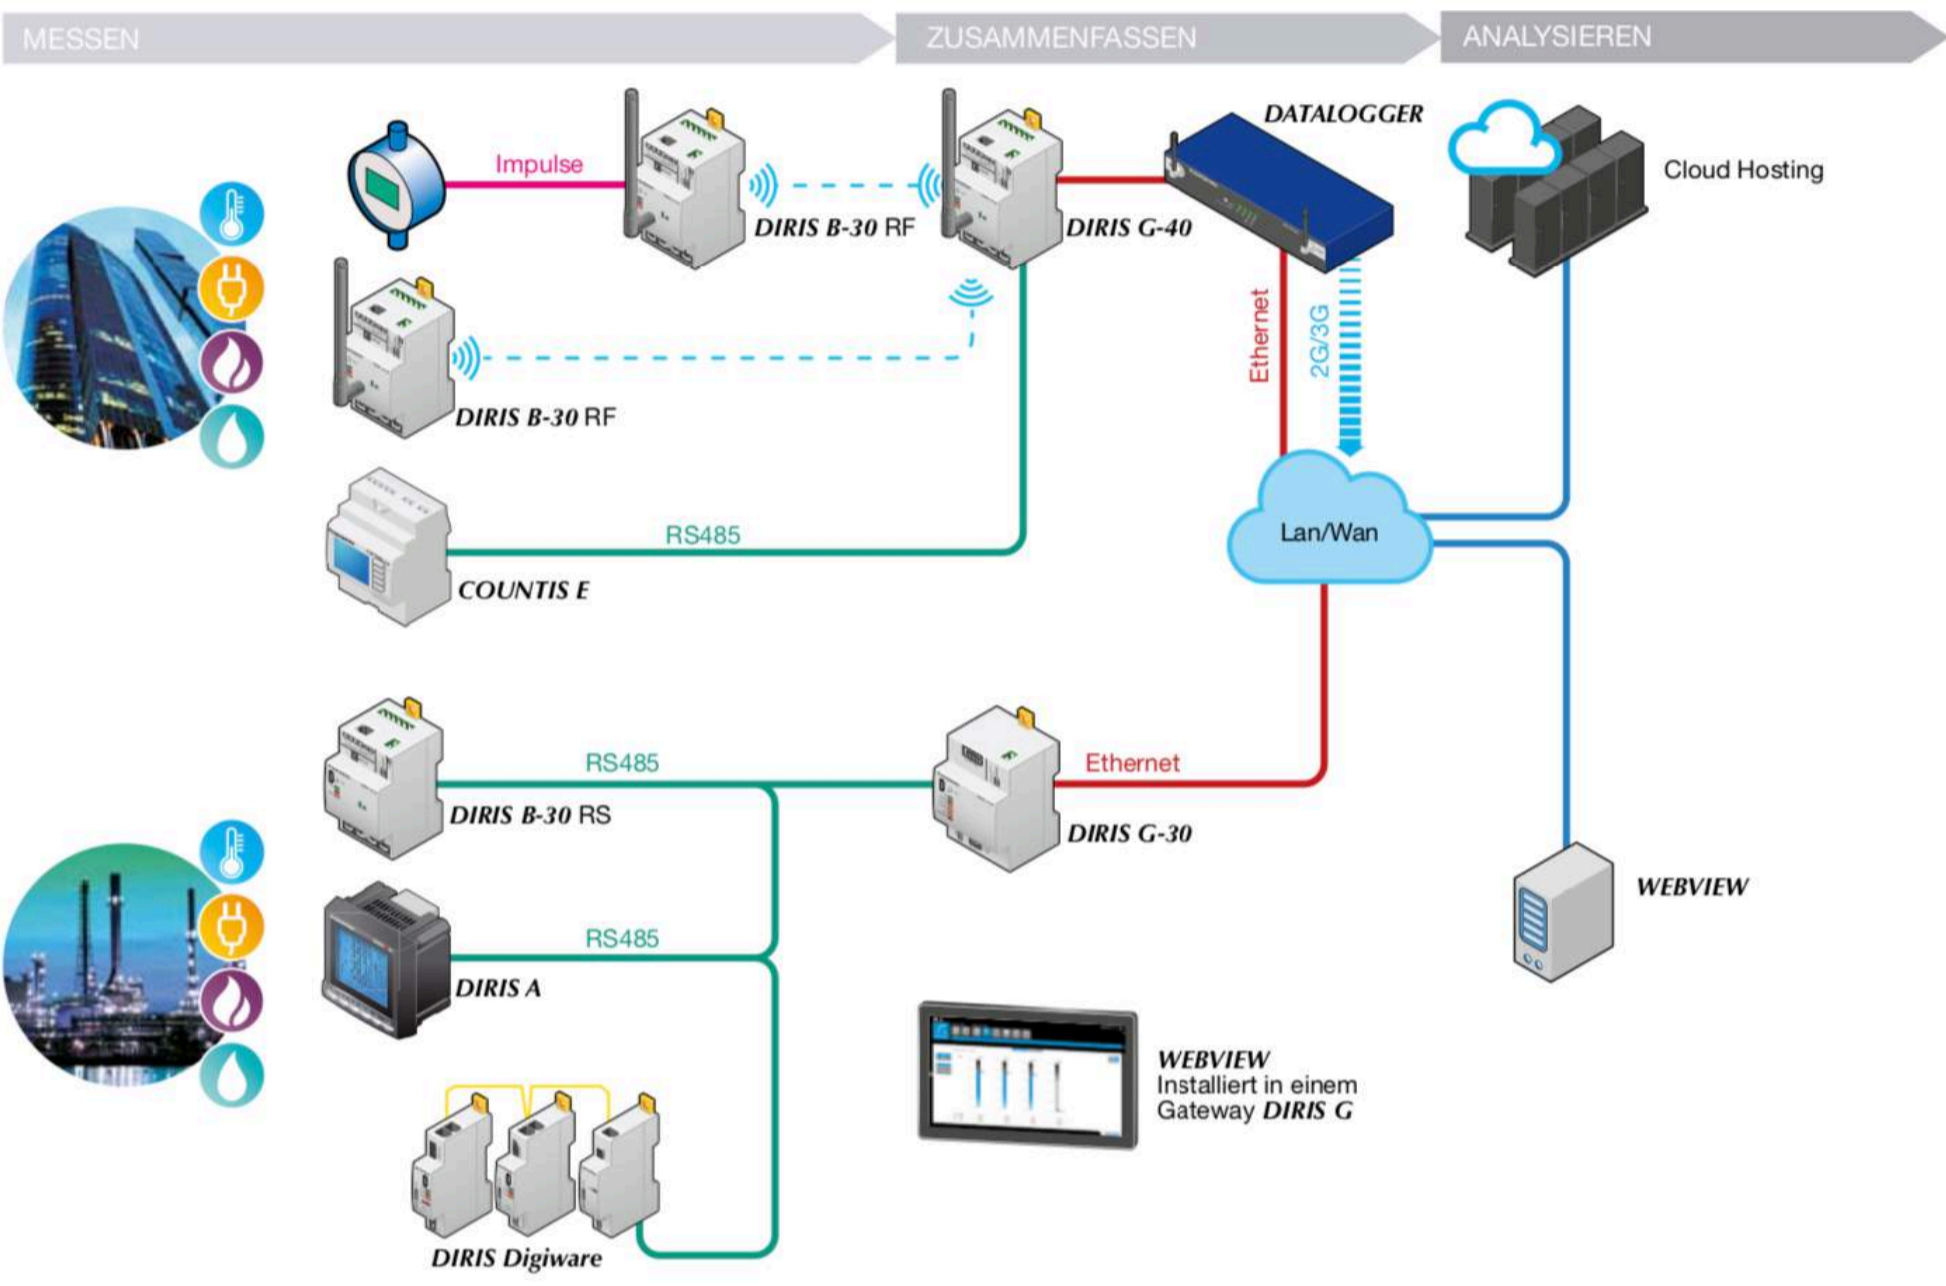 MESSEN
ZUSAMMENFASSEN
ANALYSIEREN
DATALOGGER
Impulse
Cloud Hosting
DIRIS B-30 RF
DIRIS G-40
Ethernet
2G/3G
DIRIS B-30 RF
RS485
Lan/Wan
COUNTIS E
RS485
Ethernet
DIRIS B-30 RS
DIRIS G-30
WEBVIEW
RS485
DIRIS A
WEBVIEW
Installiert in einem
Gateway DIRIS G
DIRIS Digiware